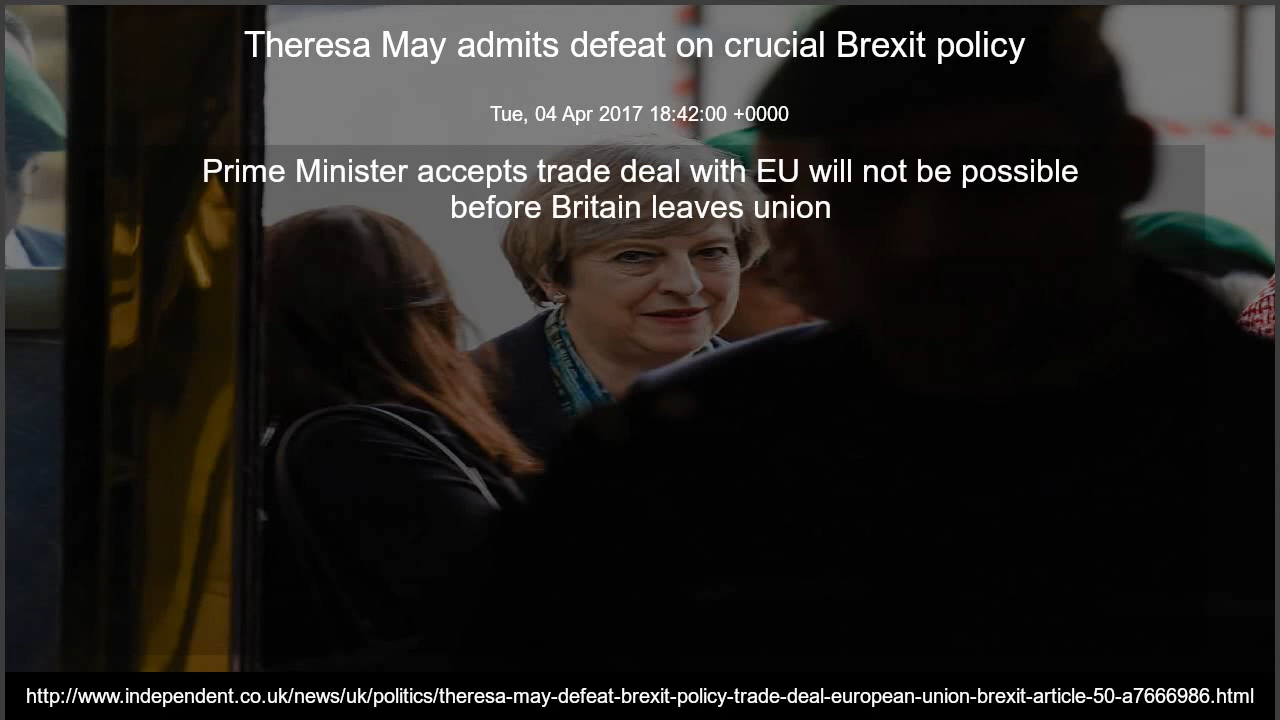 Theresa May admits defeat on crucial Brexit policy
Tue, 04 Apr 2017 18:42:00 +0000
Prime Minister accepts trade deal with EU will not be possible
before Britain leaves union
http://www.independent.co.uk/news/uk/politics/theresa-may-defeat-brexit-policy-trade-deal-european-union-brexit-article-50-a7666986.html